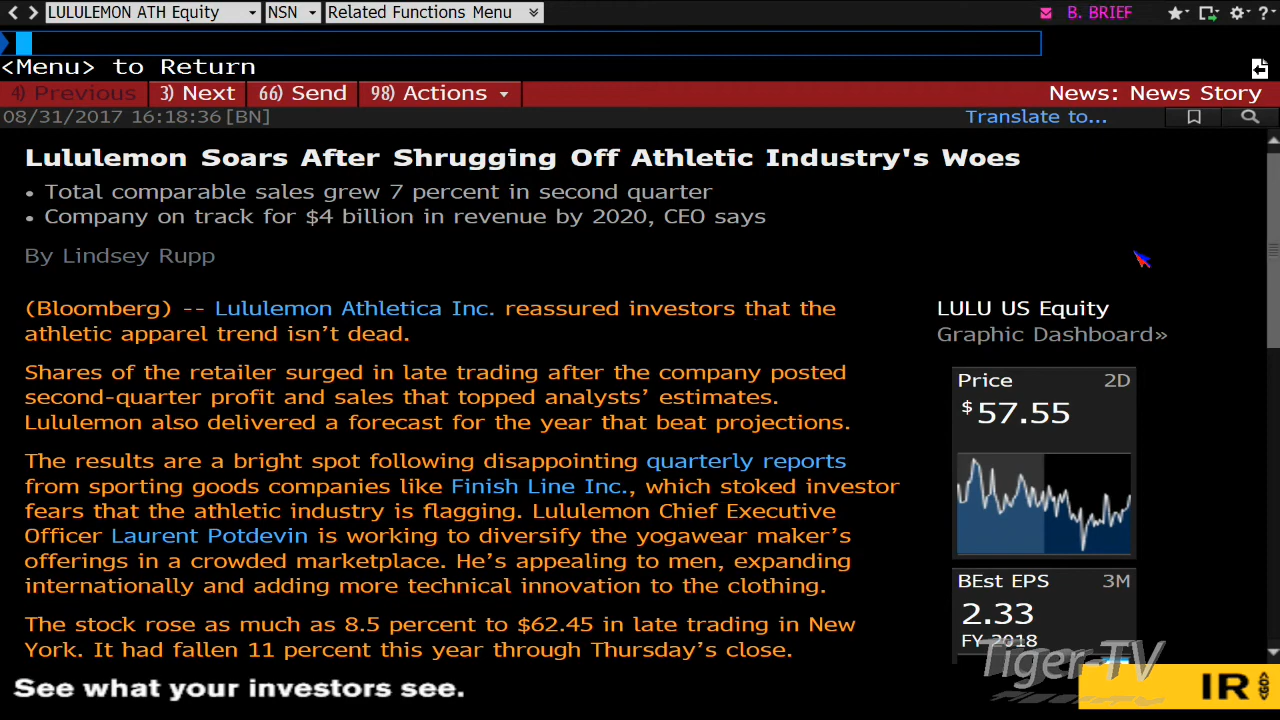 LULULEMON ATH Equity NSN Related Functions Menu B. BRIEF ?
<Menu> to Return
4) Previous 3) Next 66) Send 98) Actions News: News Story
08/31/2017 16:18:36 [BN] Translate to...
Lululemon Soars After Shrugging Off Athletic Industry's Woes
• Total comparable sales grew 7 percent in second quarter
• Company on track for $4 billion in revenue by 2020, CEO says
By Lindsey Rupp
(Bloomberg) -- Lululemon Athletica Inc. reassured investors that the
athletic apparel trend isn't dead.
Shares of the retailer surged in late trading after the company posted
second-quarter profit and sales that topped analysts' estimates.
Lululemon also delivered a forecast for the year that beat projections.
The results are a bright spot following disappointing quarterly reports
from sporting goods companies like Finish Line Inc., which stoked investor
fears that the athletic industry is flagging. Lululemon Chief Executive
Officer Laurent Potdevin is working to diversify the yogawear maker's
offerings in a crowded marketplace. He's appealing to men, expanding
internationally and adding more technical innovation to the clothing.
The stock rose as much as 8.5 percent to $62.45 in late trading in New
York. It had fallen 11 percent this year through Thursday's close.
LULU US Equity
Graphic Dashboard»
Price 2D
$57.55
BEst EPS 3M
2.33
FY 2018
Tiger-TV
See what your investors see.
IR <GO>